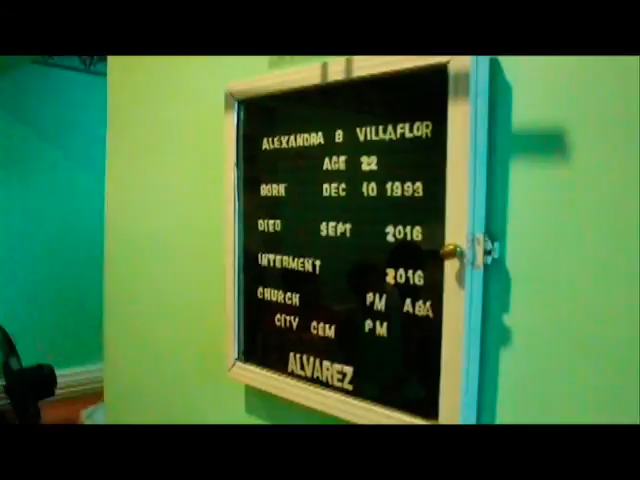 ALEXANDRA B VILLAFLOR
AGE 22
BORN DEC 10 1993
DIED SEPT 2016
INTERMENT 2016
CHURCH PM AGA
CITY CEM PM
ALVAREZ